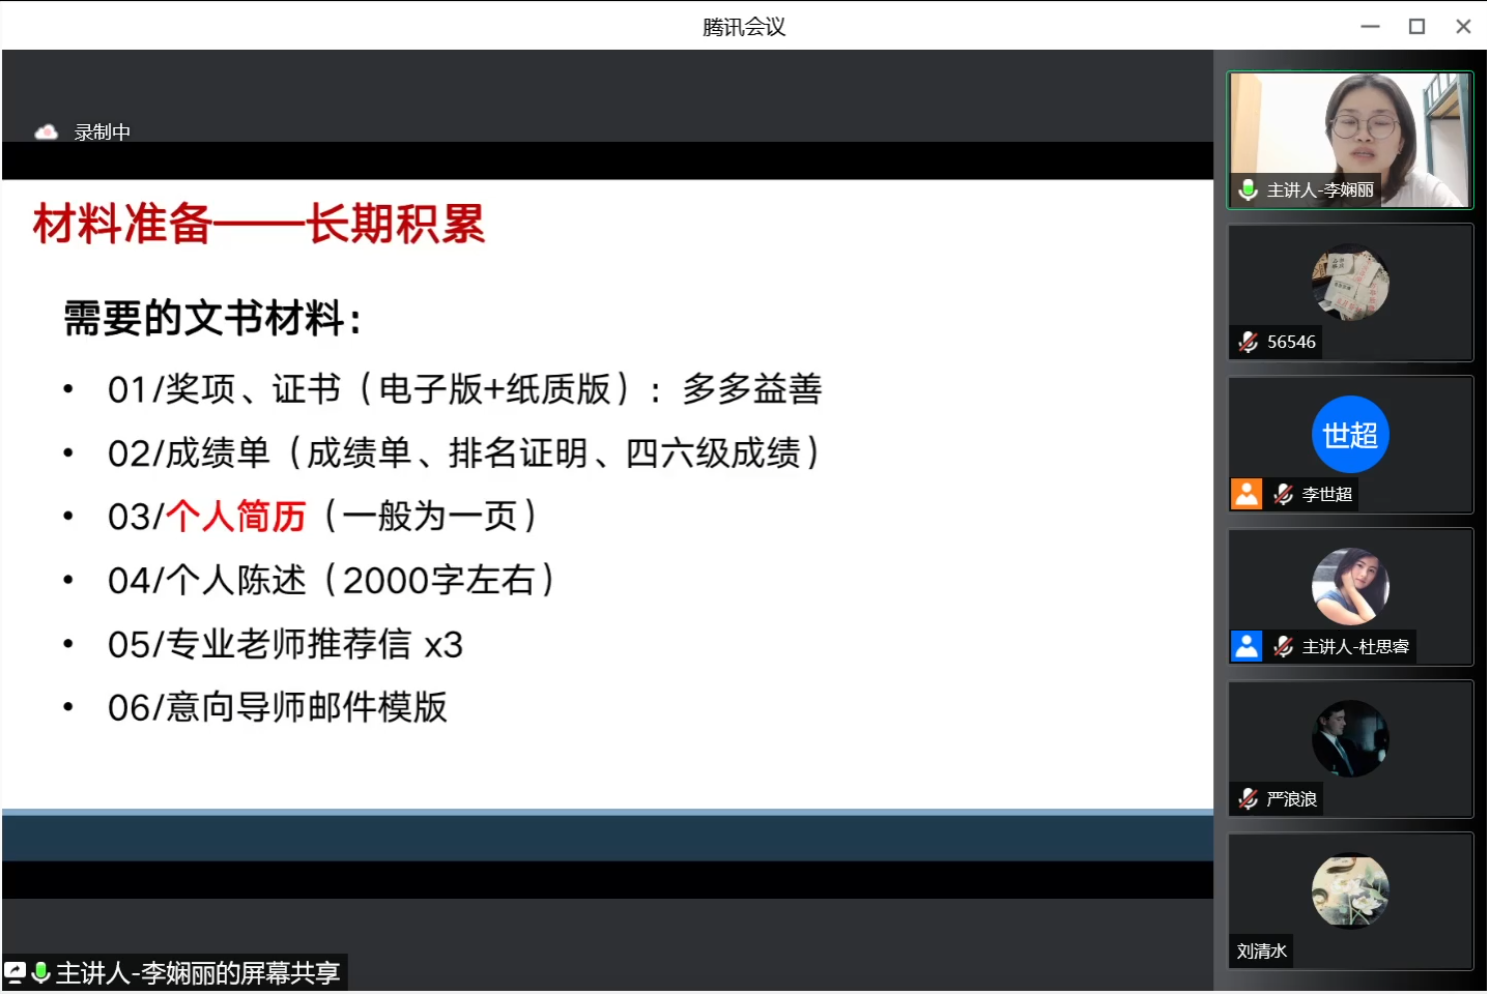 腾讯会议
录制中
材料准备——长期积累
需要的文书材料：
• 01/奖项、证书（电子版+纸质版）：多多益善
• 02/成绩单（成绩单、排名证明、四六级成绩）
• 03/个人简历（一般为一页）
• 04/个人陈述（2000字左右）
• 05/专业老师推荐信 x3
• 06/意向导师邮件模版
主讲人-李娴丽的屏幕共享
主讲人-李娴丽
56546
世超
李世超
主讲人-杜思睿
严浪浪
刘清水